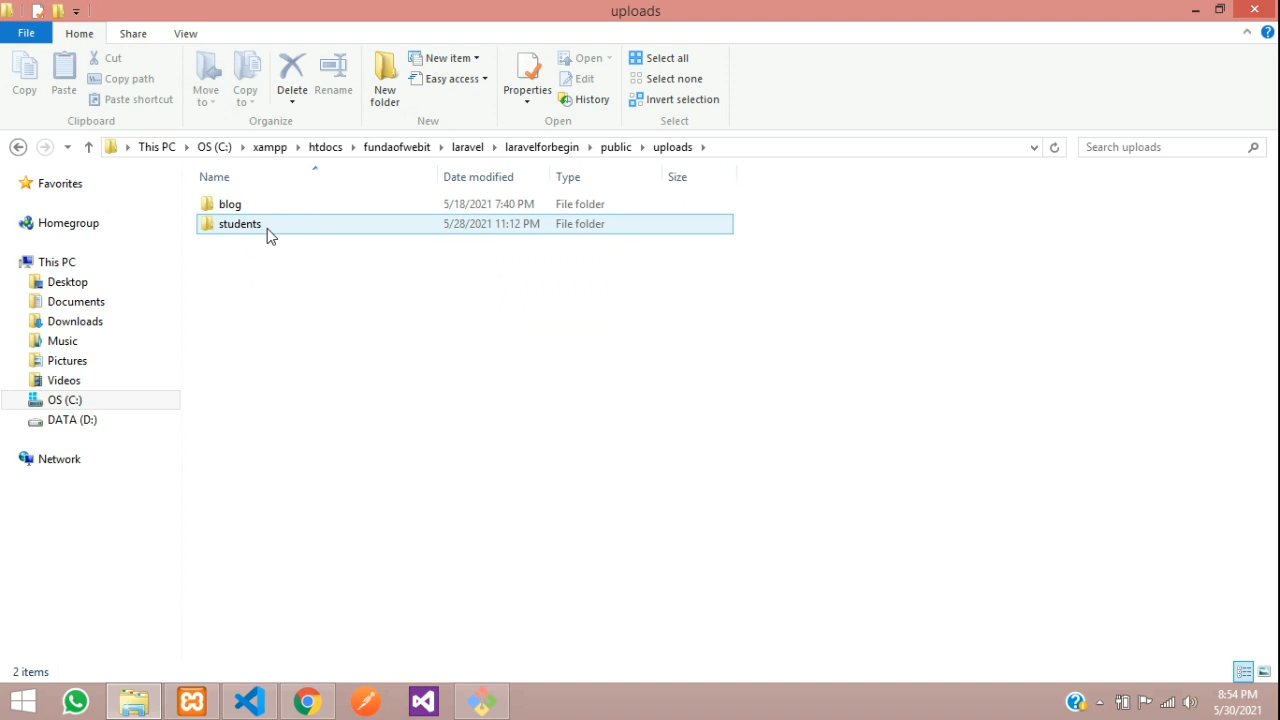 uploads
File Home Share View
Copy
Paste
Cut
Copy path
Paste shortcut
Clipboard
Move to
Copy to
Delete
Rename
Organize
New folder
New item
Easy access
New
Properties
Open
Edit
History
Open
Select all
Select none
Invert selection
Select
This PC OS (C:) xampp htdocs fundaofwebit laravel laravelforbegin public uploads
Search uploads
Name Date modified Type Size
blog 5/18/2021 7:40 PM File folder
students 5/28/2021 11:12 PM File folder
Favorites
Homegroup
This PC
Desktop
Documents
Downloads
Music
Pictures
Videos
OS (C:)
DATA (D:)
Network
2 items
8:54 PM
5/30/2021